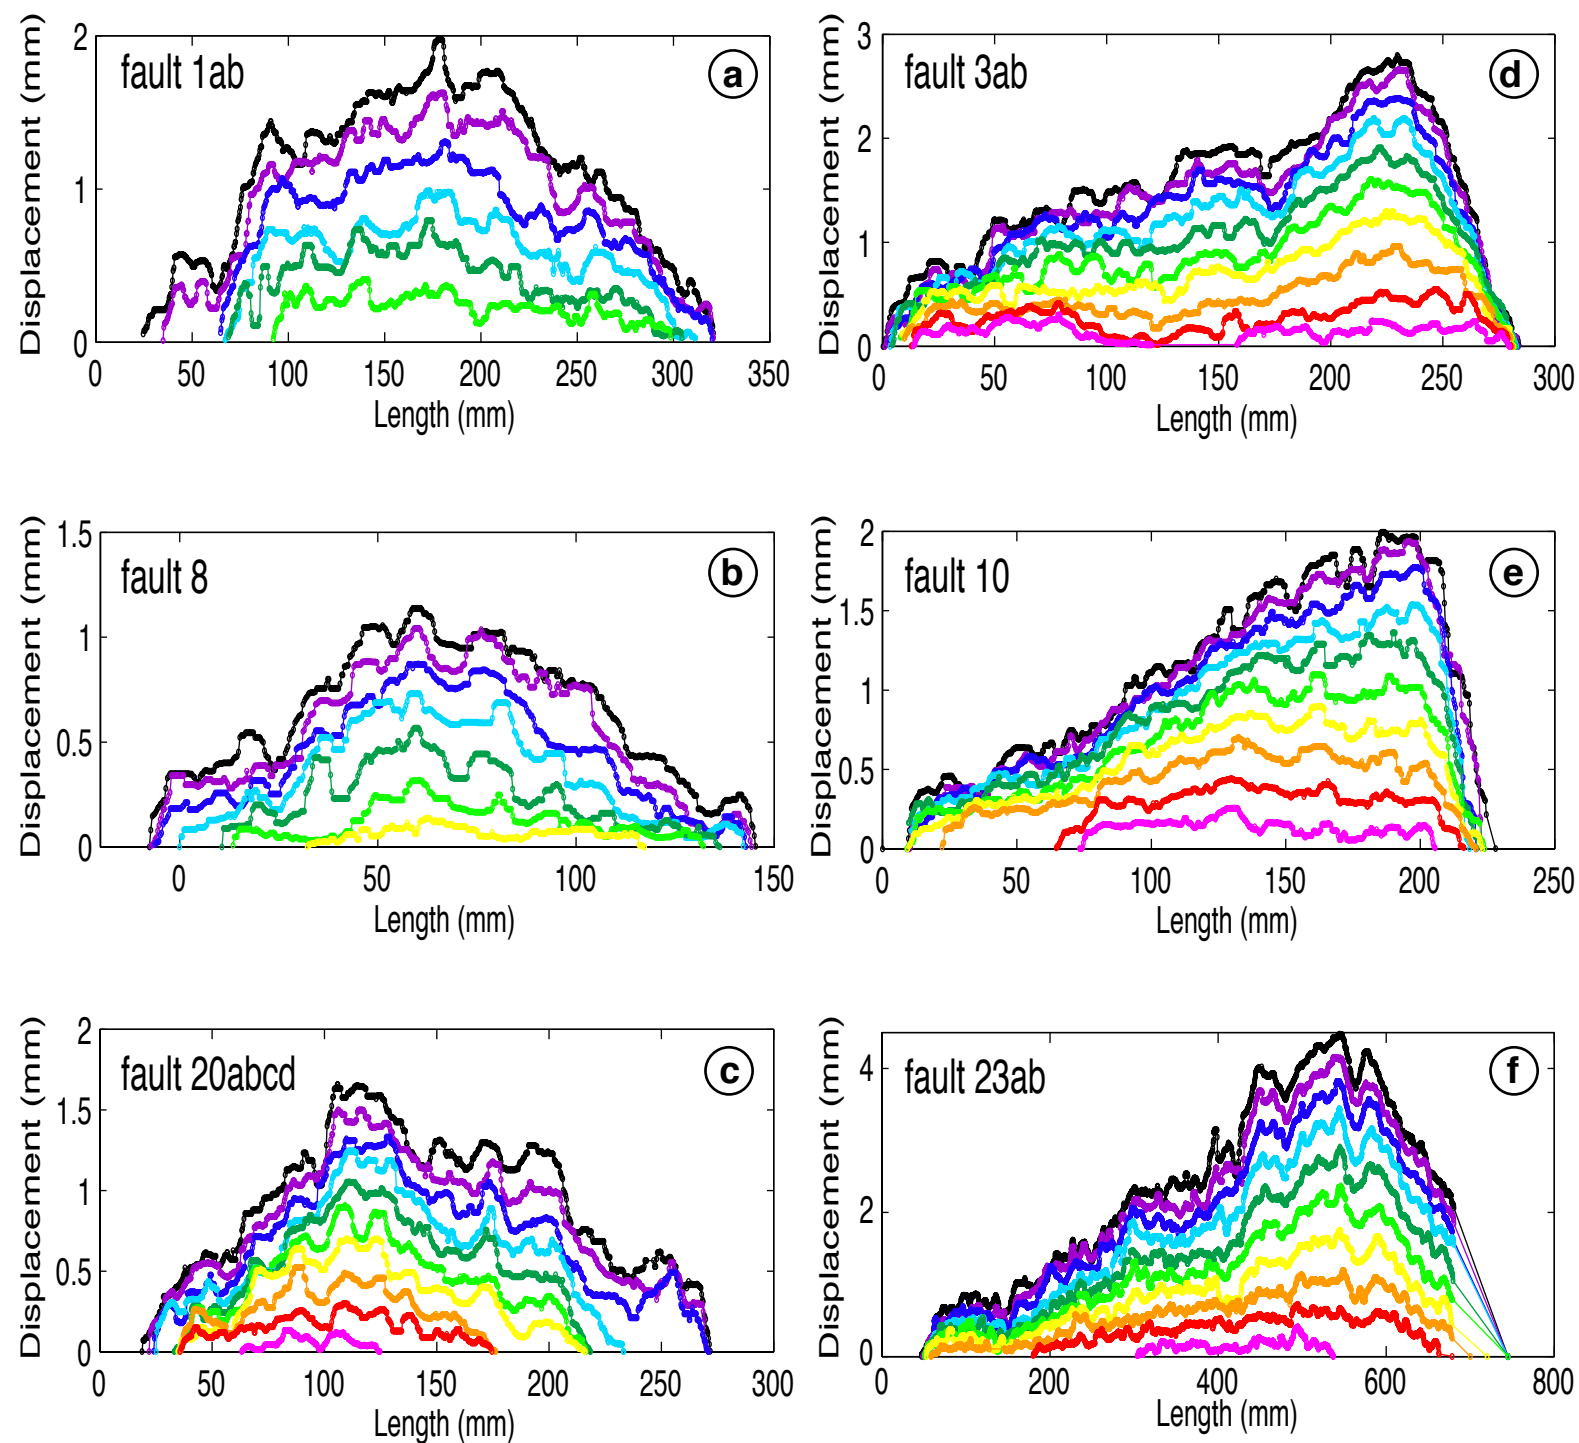 fault 1ab
a
Displacement (mm)
2
1
0
0 50 100 150 200 250 300 350
Length (mm)
fault 3ab
d
Displacement (mm)
3
2
1
0
0 50 100 150 200 250 300
Length (mm)
fault 8
b
Displacement (mm)
1.5
1
0.5
0
0 50 100 150
Length (mm)
fault 10
e
Displacement (mm)
2
1.5
1
0.5
0
0 50 100 150 200 250
Length (mm)
fault 20abcd
c
Displacement (mm)
2
1.5
1
0.5
0
0 50 100 150 200 250 300
Length (mm)
fault 23ab
f
Displacement (mm)
4
2
0
0 200 400 600 800
Length (mm)